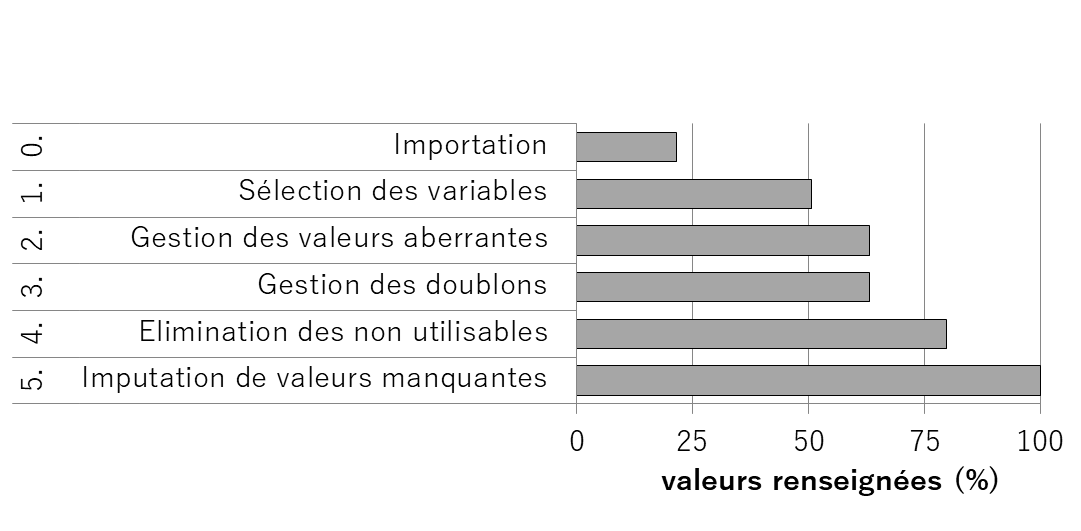 0. Importation
1. Sélection des variables
2. Gestion des valeurs aberrantes
3. Gestion des doublons
4. Elimination des non utilisables
5. Imputation de valeurs manquantes
0 25 50 75 100
valeurs renseignées (%)